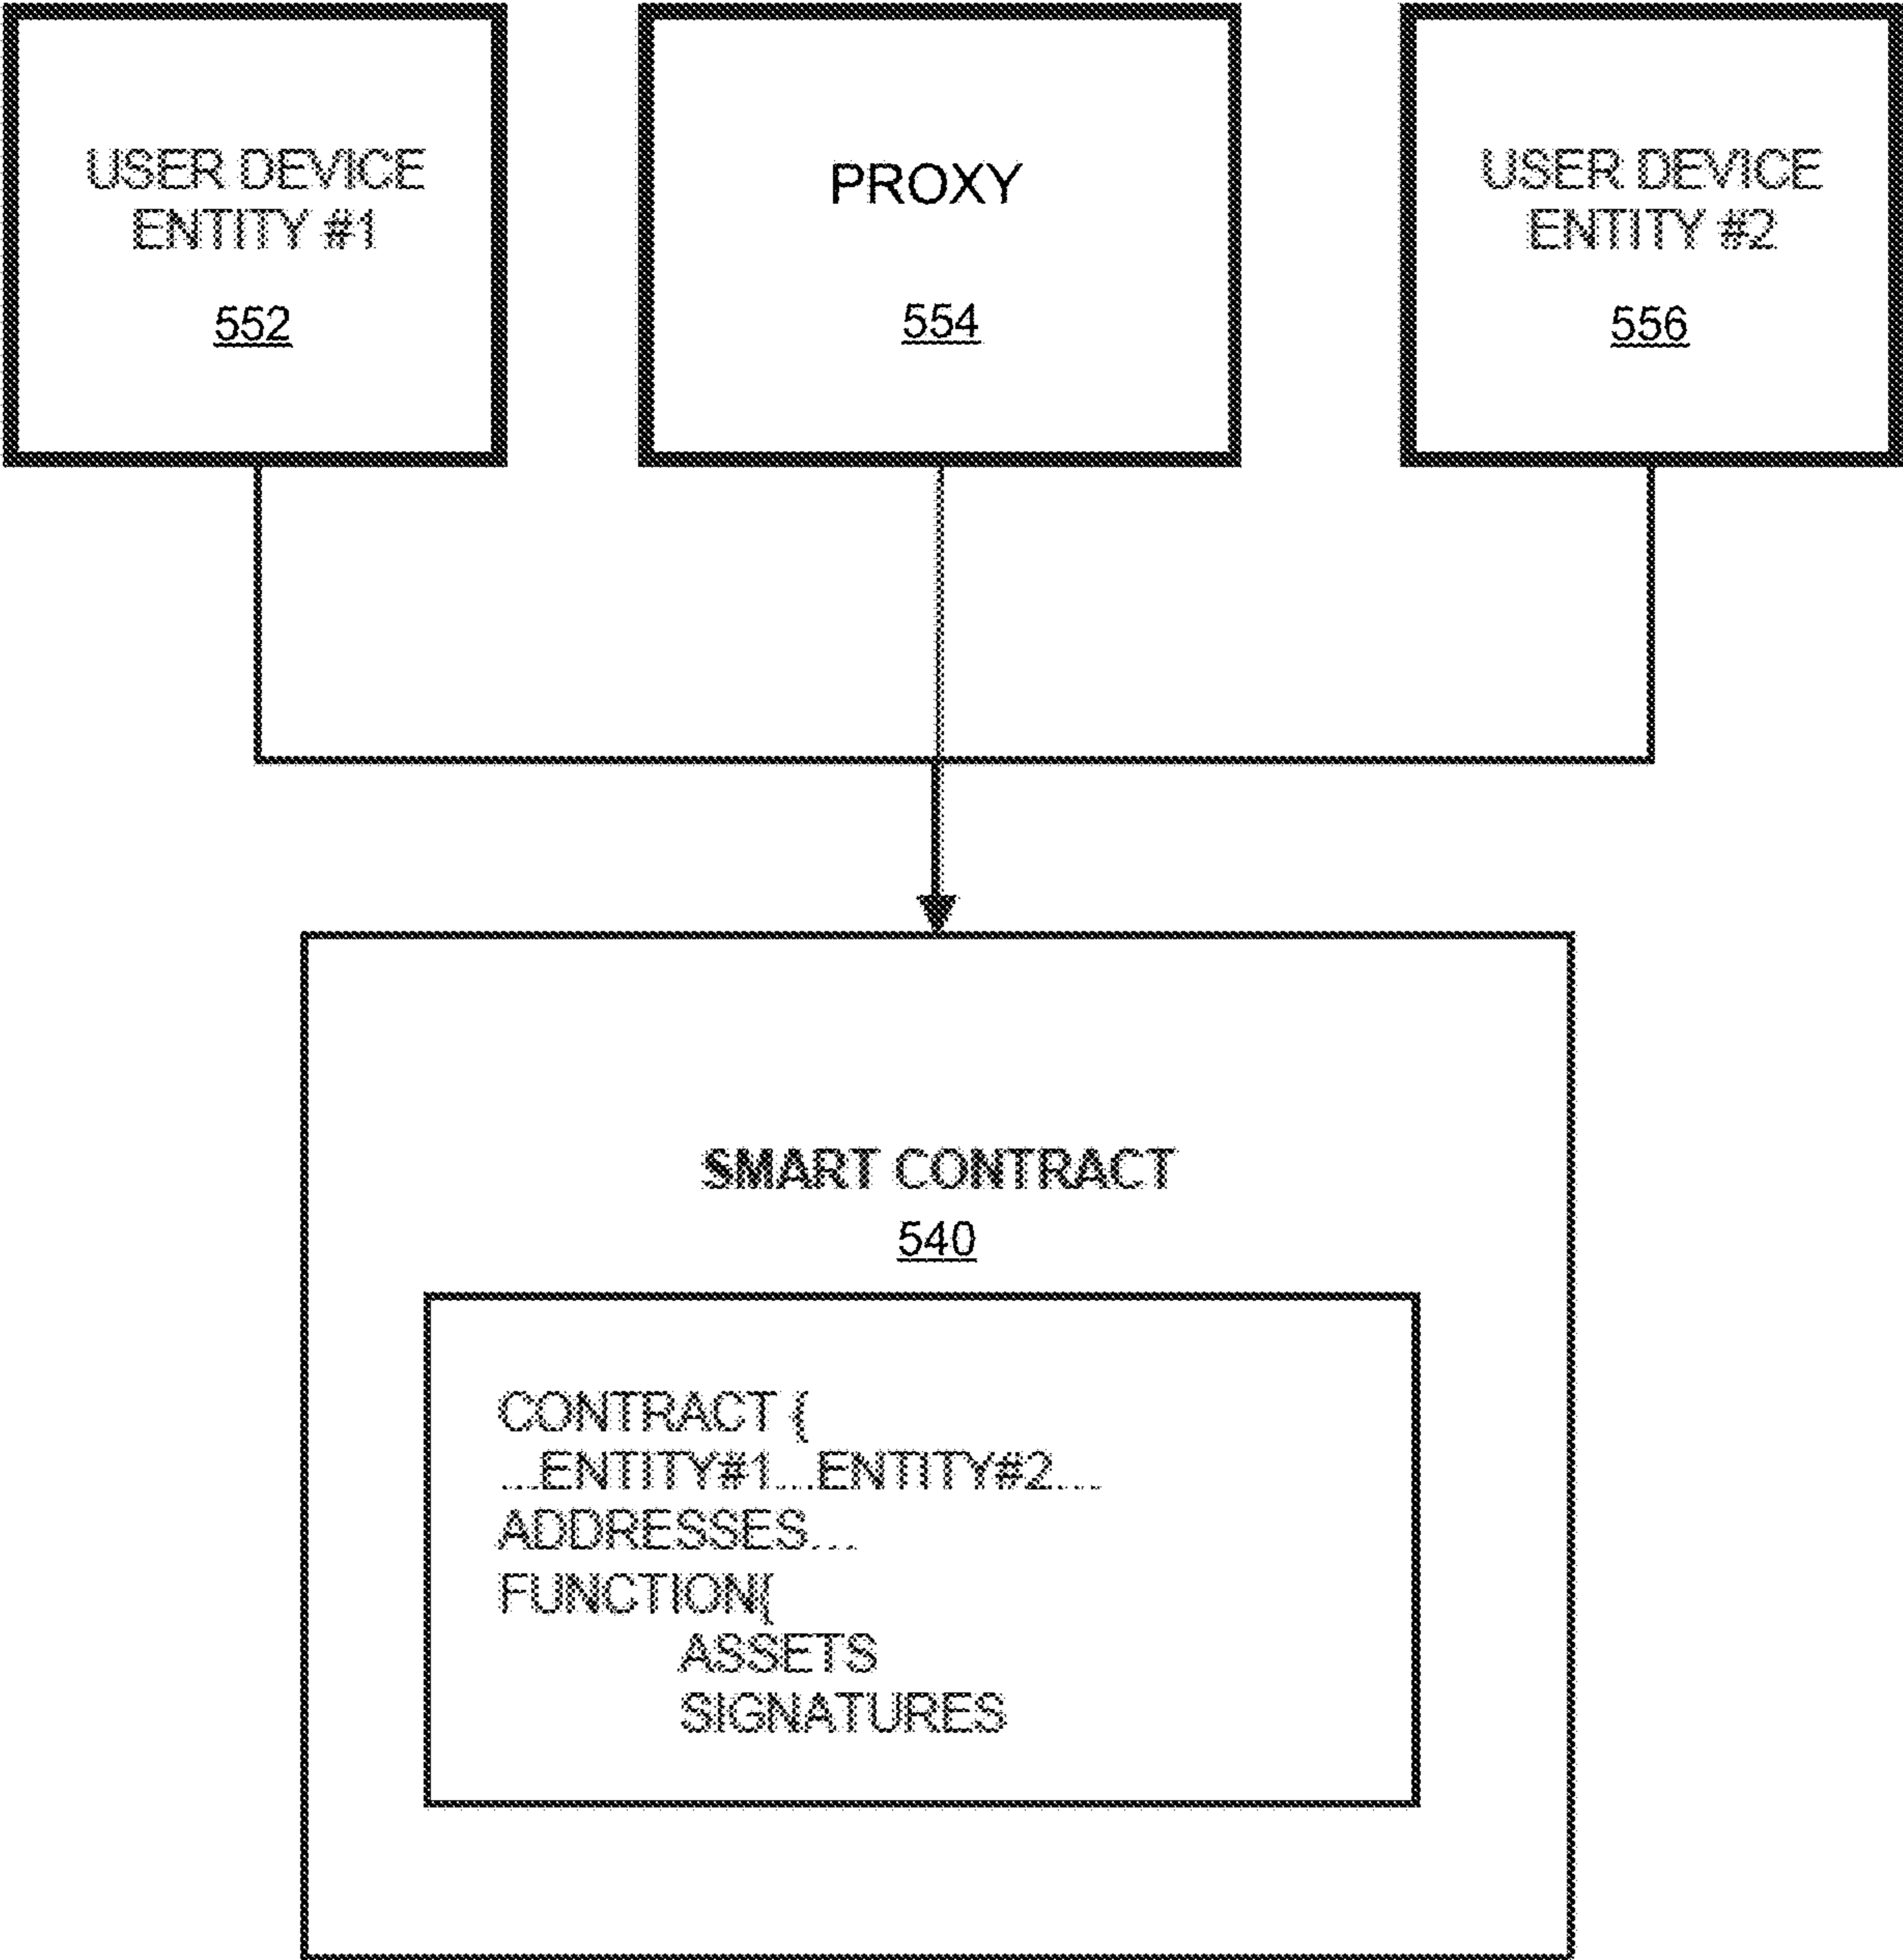 USER DEVICE
ENTITY #1
552
PROXY
554
USER DEVICE
ENTITY #2
556
SMART CONTRACT
540
CONTRACT {
...ENTITY#1....ENTITY#2....
ADDRESSES....
FUNCTION{
ASSETS
SIGNATURES